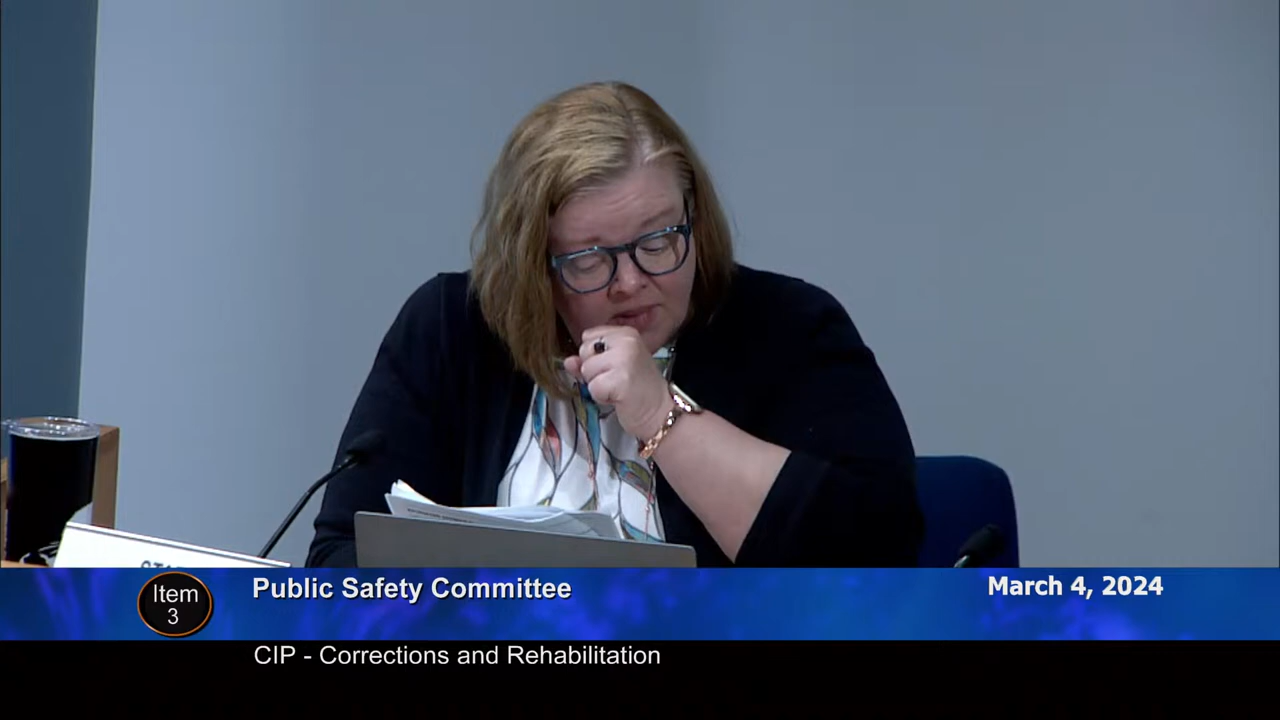 Item
3
Public Safety Committee
March 4, 2024
CIP - Corrections and Rehabilitation